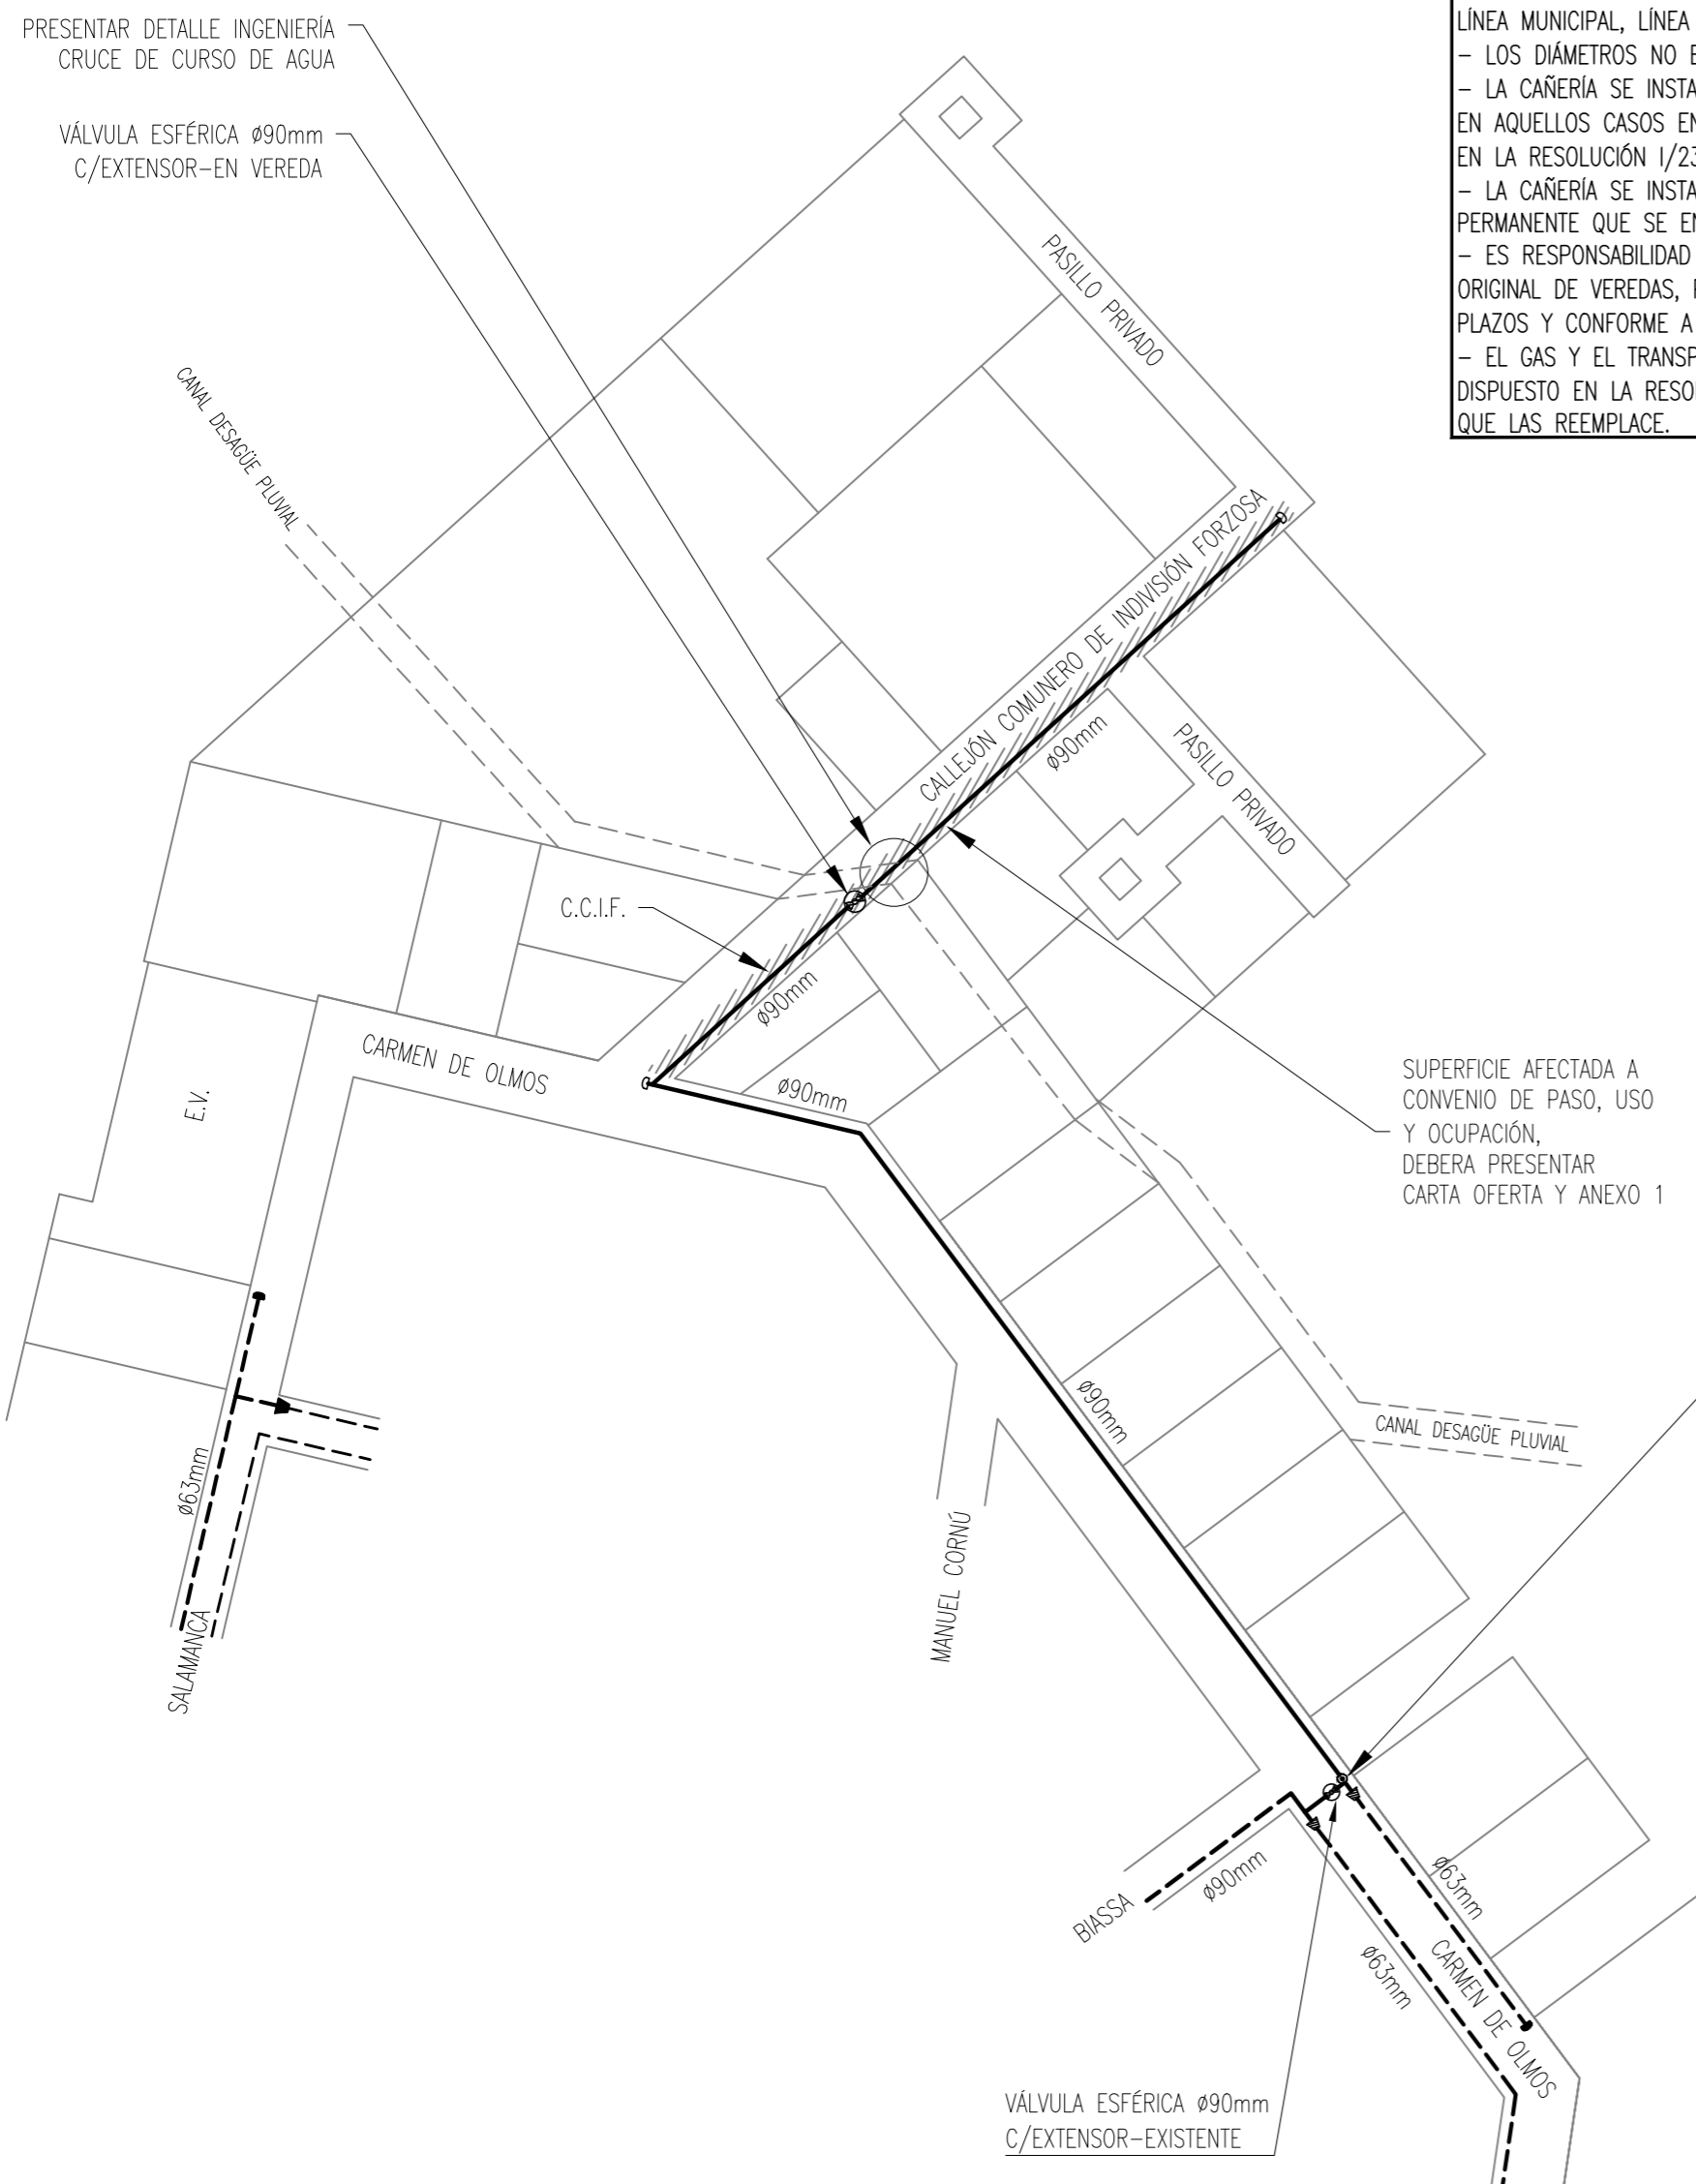 PRESENTAR DETALLE INGENIERÍA
CRUCE DE CURSO DE AGUA
VÁLVULA ESFÉRICA ø90mm
C/EXTENSOR-EN VEREDA
LÍNEA MUNICIPAL, LÍNEA
- LOS DIÁMETROS NO
- LA CAÑERÍA SE
EN AQUELLOS CASOS
EN LA RESOLUCIÓN
- LA CAÑERÍA SE
PERMANENTE QUE SE
- ES RESPONSABILIDAD
ORIGINAL DE VEREDAS,
PLAZOS Y CONFORME A
- EL GAS Y EL
DISPUESTO EN LA
QUE LAS REEMPLACE.
PASILLO PRIVADO
CANAL DESAGÜE PLUVIAL
CALLEJÓN COMUNERO DE INDIVISIÓN FORZOSA
ø90mm
PASILLO PRIVADO
C.C.I.F.
ø90mm
CARMEN DE OLMOS
ø90mm
E.V.
SUPERFICIE AFECTADA A
CONVENIO DE PASO, USO
Y OCUPACIÓN,
DEBERA PRESENTAR
CARTA OFERTA Y ANEXO 1
ø90mm
CANAL DESAGÜE PLUVIAL
ø63mm
MANUEL CORNÚ
SALAMANCA
BIASSA
ø90mm
ø63mm
ø63mm
CARMEN DE OLMOS
VÁLVULA ESFÉRICA ø90mm
C/EXTENSOR-EXISTENTE